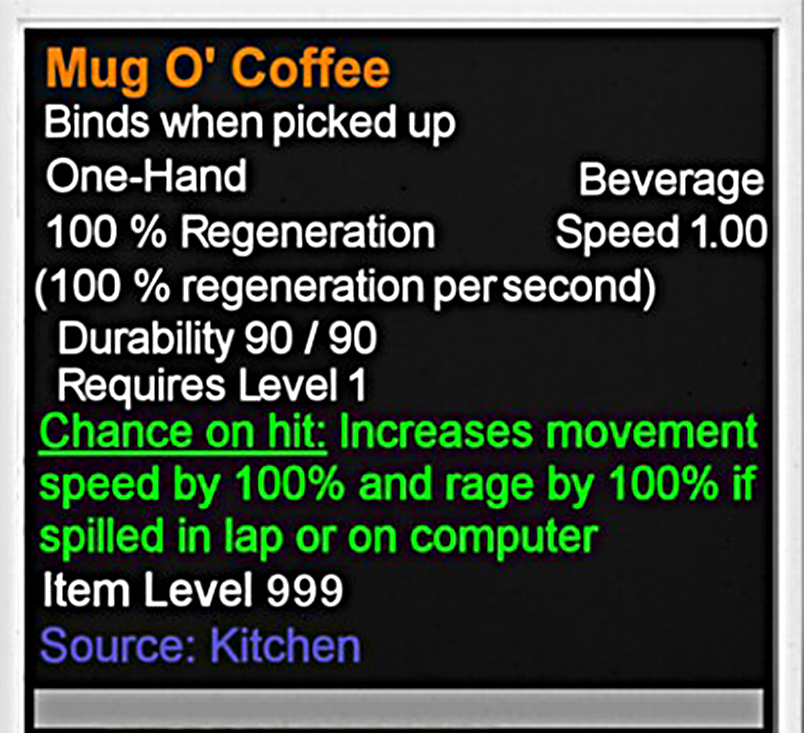 Mug O' Coffee
Binds when picked up
One-Hand Beverage
100 % Regeneration Speed 1.00
(100 % regeneration per second)
Durability 90 / 90
Requires Level 1
Chance on hit: Increases movement
speed by 100% and rage by 100% if
spilled in lap or on computer
Item Level 999
Source: Kitchen